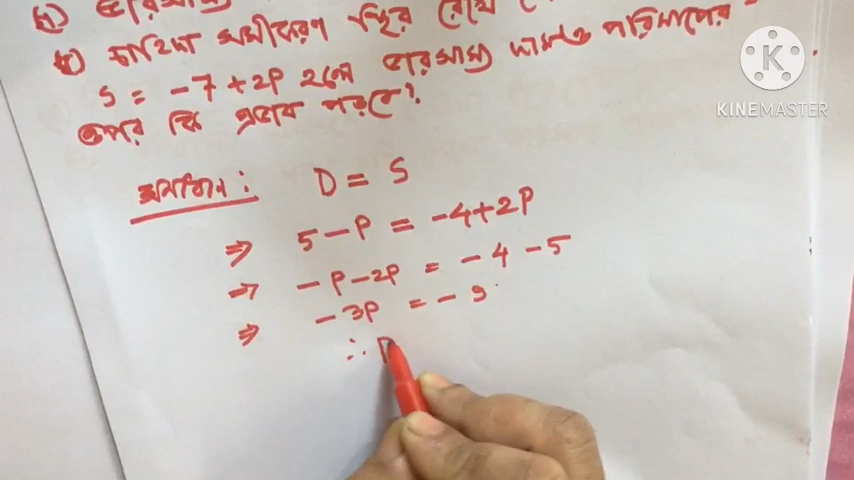 খ) চাহিদা সমীকরণ স্থির রেখে
S = -7+2P হলে ভারসাম্য দাম ও পরিমাপের
উপর কি প্রভাব পড়বে?
সমাধান:
D = S
⇒ 5-P = -4+2P
⇒ -P-2P = -4-5
⇒ -3P = -9
∴ P
K
KINEMASTER